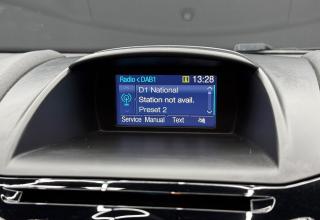 Radio < DAB1 13:28
D1 National
Station not avail.
Preset 2
Service Manual Text